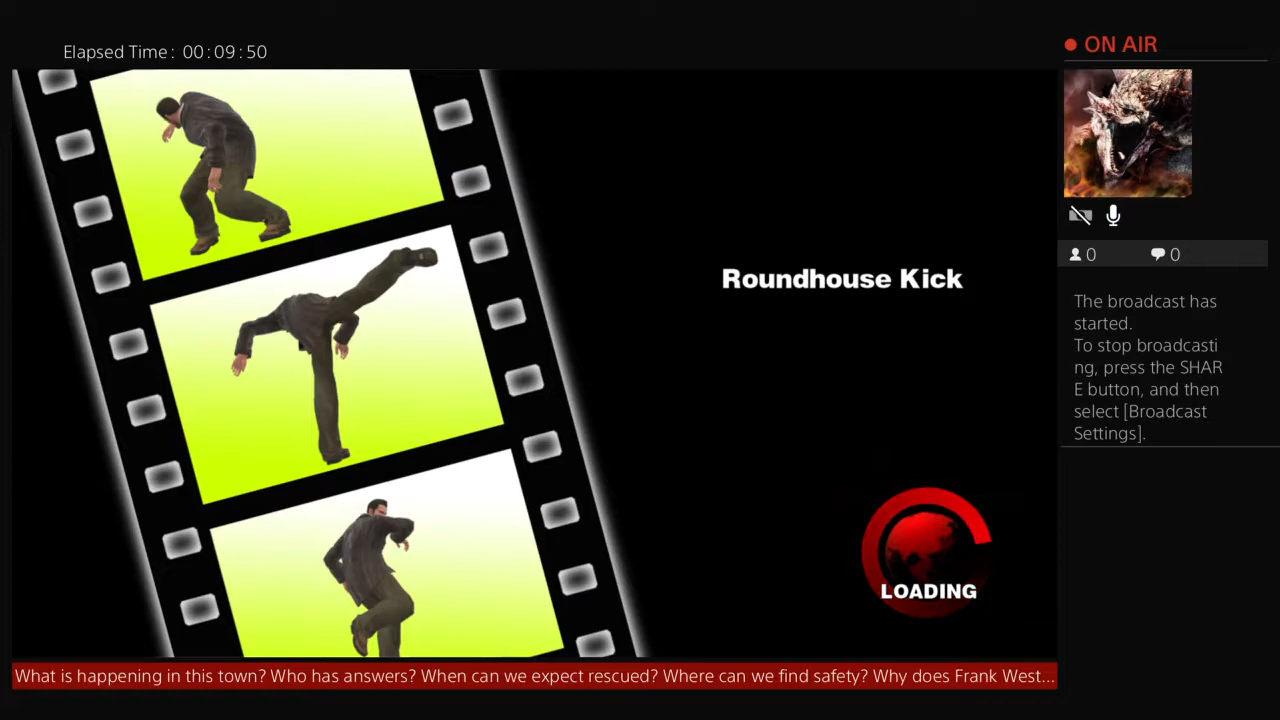 Elapsed Time: 00:09:50
ON AIR
0
0
Roundhouse Kick
The broadcast has
started.
To stop broadcasti
ng, press the SHAR
E button, and then
select [Broadcast
Settings].
LOADING
What is happening in this town? Who has answers? When can we expect rescued? Where can we find safety? Why does Frank West...